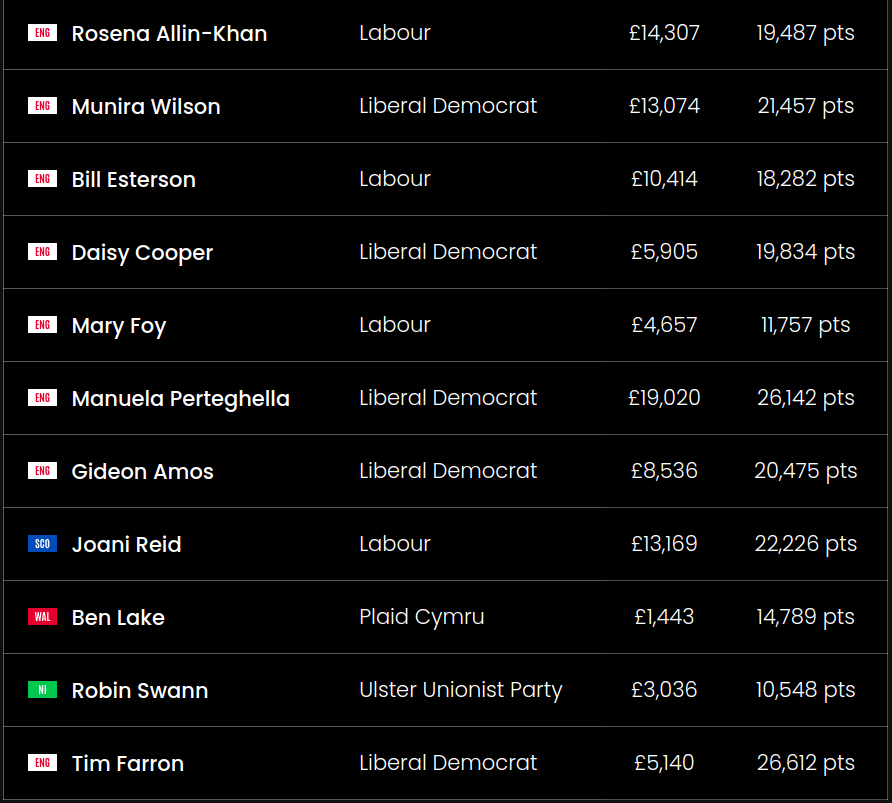 ENG Rosena Allin-Khan Labour £14,307 19,487 pts
ENG Munira Wilson Liberal Democrat £13,074 21,457 pts
ENG Bill Esterson Labour £10,414 18,282 pts
ENG Daisy Cooper Liberal Democrat £5,905 19,834 pts
ENG Mary Foy Labour £4,657 11,757 pts
ENG Manuela Perteghella Liberal Democrat £19,020 26,142 pts
ENG Gideon Amos Liberal Democrat £8,536 20,475 pts
SCO Joani Reid Labour £13,169 22,226 pts
WAL Ben Lake Plaid Cymru £1,443 14,789 pts
NI Robin Swann Ulster Unionist Party £3,036 10,548 pts
ENG Tim Farron Liberal Democrat £5,140 26,612 pts